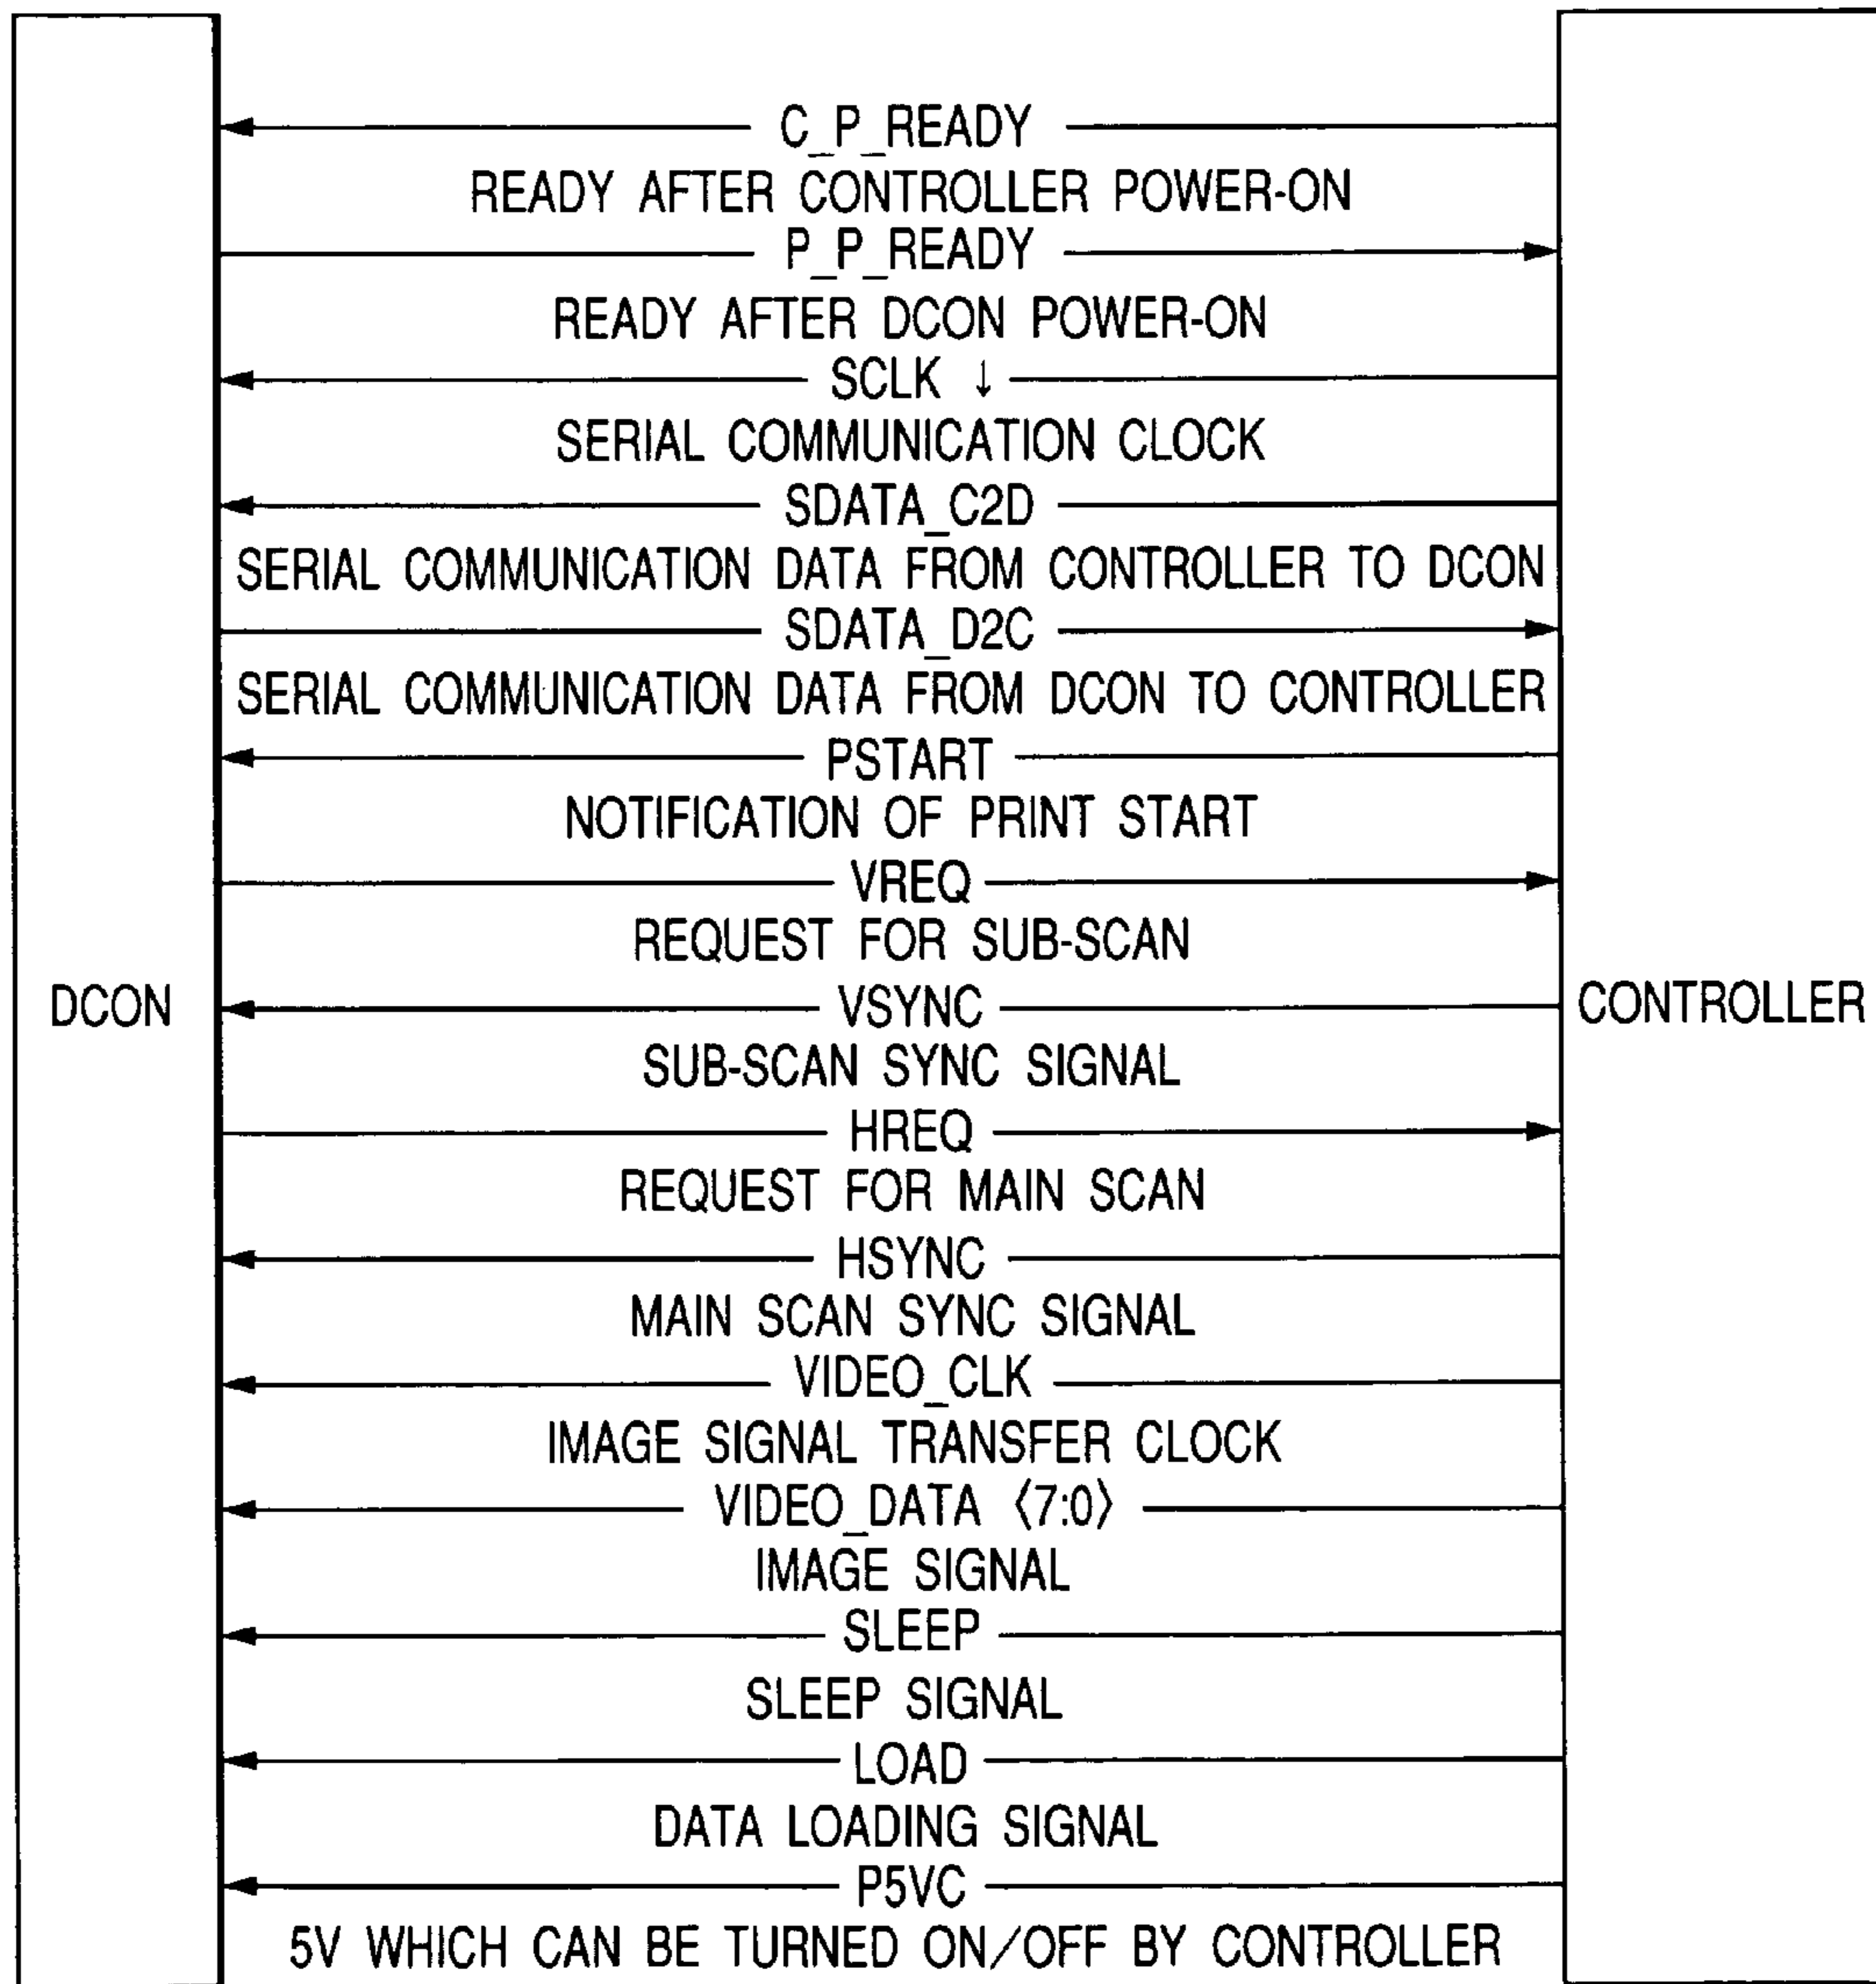 C_P_READY
READY AFTER CONTROLLER POWER-ON
P_P_READY
READY AFTER DCON POWER-ON
SCLK ↓
SERIAL COMMUNICATION CLOCK
SDATA_C2D
SERIAL COMMUNICATION DATA FROM CONTROLLER TO DCON
SDATA_D2C
SERIAL COMMUNICATION DATA FROM DCON TO CONTROLLER
PSTART
NOTIFICATION OF PRINT START
VREQ
REQUEST FOR SUB-SCAN
DCON
VSYNC
CONTROLLER
SUB-SCAN SYNC SIGNAL
HREQ
REQUEST FOR MAIN SCAN
HSYNC
MAIN SCAN SYNC SIGNAL
VIDEO_CLK
IMAGE SIGNAL TRANSFER CLOCK
VIDEO_DATA 〈7:0〉
IMAGE SIGNAL
SLEEP
SLEEP SIGNAL
LOAD
DATA LOADING SIGNAL
P5VC
5V WHICH CAN BE TURNED ON/OFF BY CONTROLLER